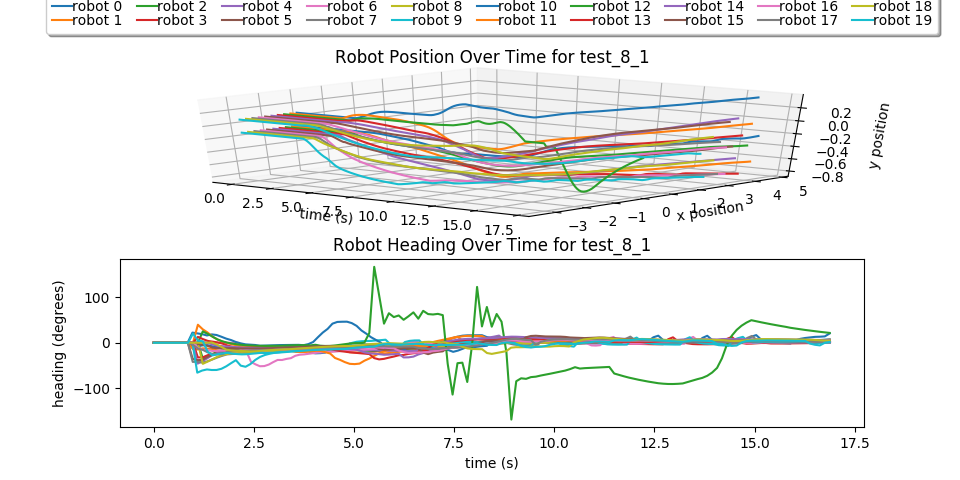 robot 0 robot 2 robot 4 robot 6 robot 8 robot 10 robot 12 robot 14 robot 16 robot 18
robot 1 robot 3 robot 5 robot 7 robot 9 robot 11 robot 13 robot 15 robot 17 robot 19
Robot Position Over Time for test_8_1
0.2
0.0
−0.2
−0.4
−0.6
−0.8
y position
0.0 2.5 5.0 7.5 10.0 12.5 15.0 17.5
time (s)
−3 −2 −1 0 1 2 3 4 5
x position
Robot Heading Over Time for test_8_1
100
0
−100
heading (degrees)
0.0 2.5 5.0 7.5 10.0 12.5 15.0 17.5
time (s)